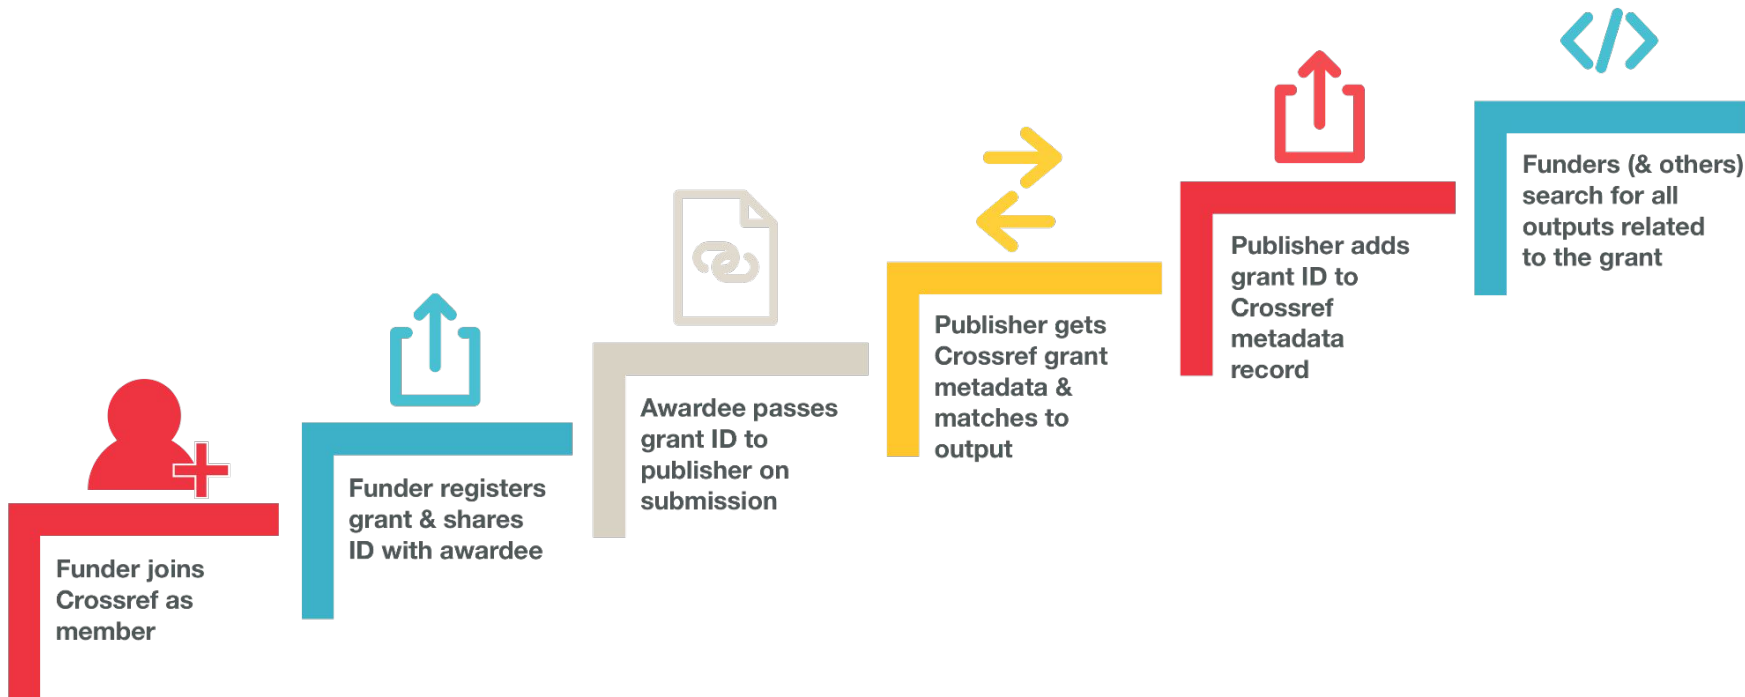 Funder joins
Crossref as
member
Funder registers
grant & shares
ID with awardee
Awardee passes
grant ID to
publisher on
submission
Publisher gets
Crossref grant
metadata &
matches to
output
Publisher adds
grant ID to
Crossref
metadata
record
Funders (& others)
search for all
outputs related
to the grant